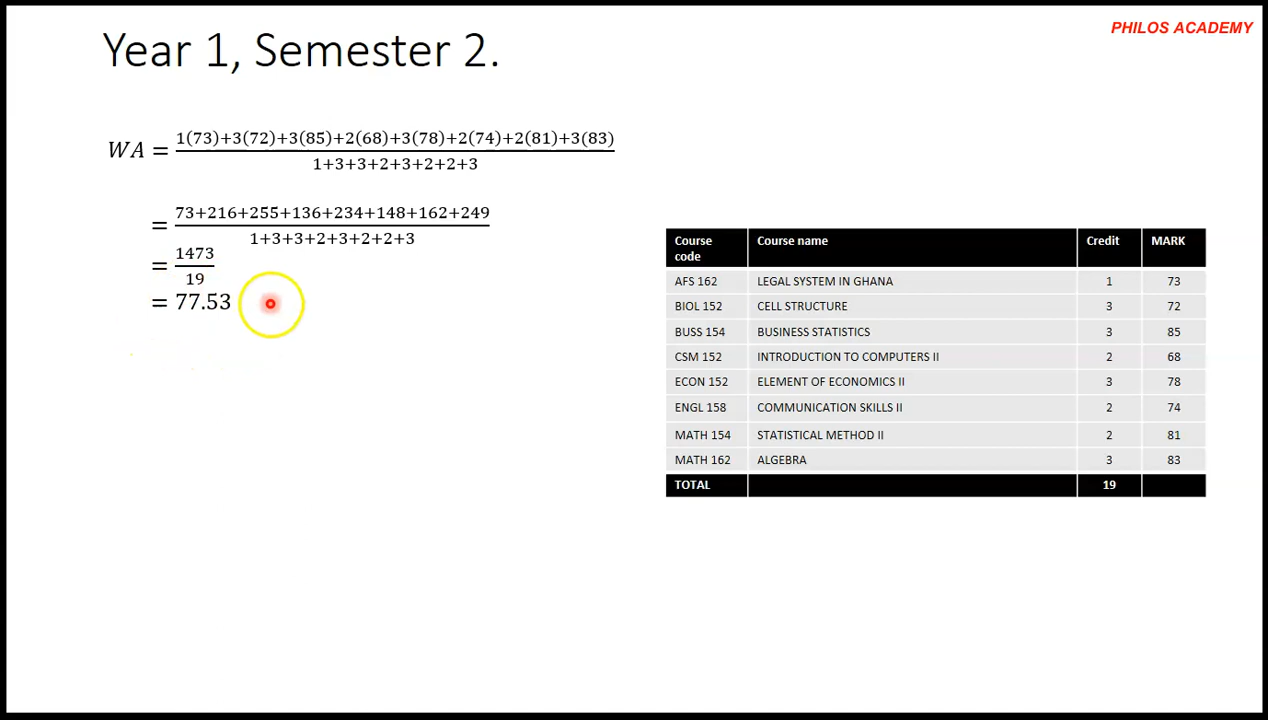 PHILOS ACADEMY
Year 1, Semester 2.
WA = 1(73)+3(72)+3(85)+2(68)+3(78)+2(74)+2(81)+3(83)
1+3+3+2+3+2+2+3
= 73+216+255+136+234+148+162+249
1+3+3+2+3+2+2+3
= 1473
19
= 77.53
Course code Course name Credit MARK
AFS 162 LEGAL SYSTEM IN GHANA 1 73
BIOL 152 CELL STRUCTURE 3 72
BUSS 154 BUSINESS STATISTICS 3 85
CSM 152 INTRODUCTION TO COMPUTERS II 2 68
ECON 152 ELEMENT OF ECONOMICS II 3 78
ENGL 158 COMMUNICATION SKILLS II 2 74
MATH 154 STATISTICAL METHOD II 2 81
MATH 162 ALGEBRA 3 83
TOTAL 19